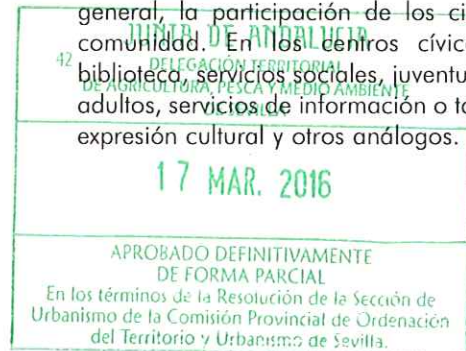 general, la participación de los ci
comunidad. En los centros cívic
biblioteca, servicios sociales, juventu
adultos, servicios de información o to
expresión cultural y otros análogos.
JUNTA DE ANDALUCIA
42
DELEGACIÓN TERRITORIAL
DE AGRICULTURA, PESCA Y MEDIO AMBIENTE
17 MAR. 2016
APROBADO DEFINITIVAMENTE
DE FORMA PARCIAL
En los términos de la Resolución de la Sección de
Urbanismo de la Comisión Provincial de Ordenación
del Territorio y Urbanismo de Sevilla.